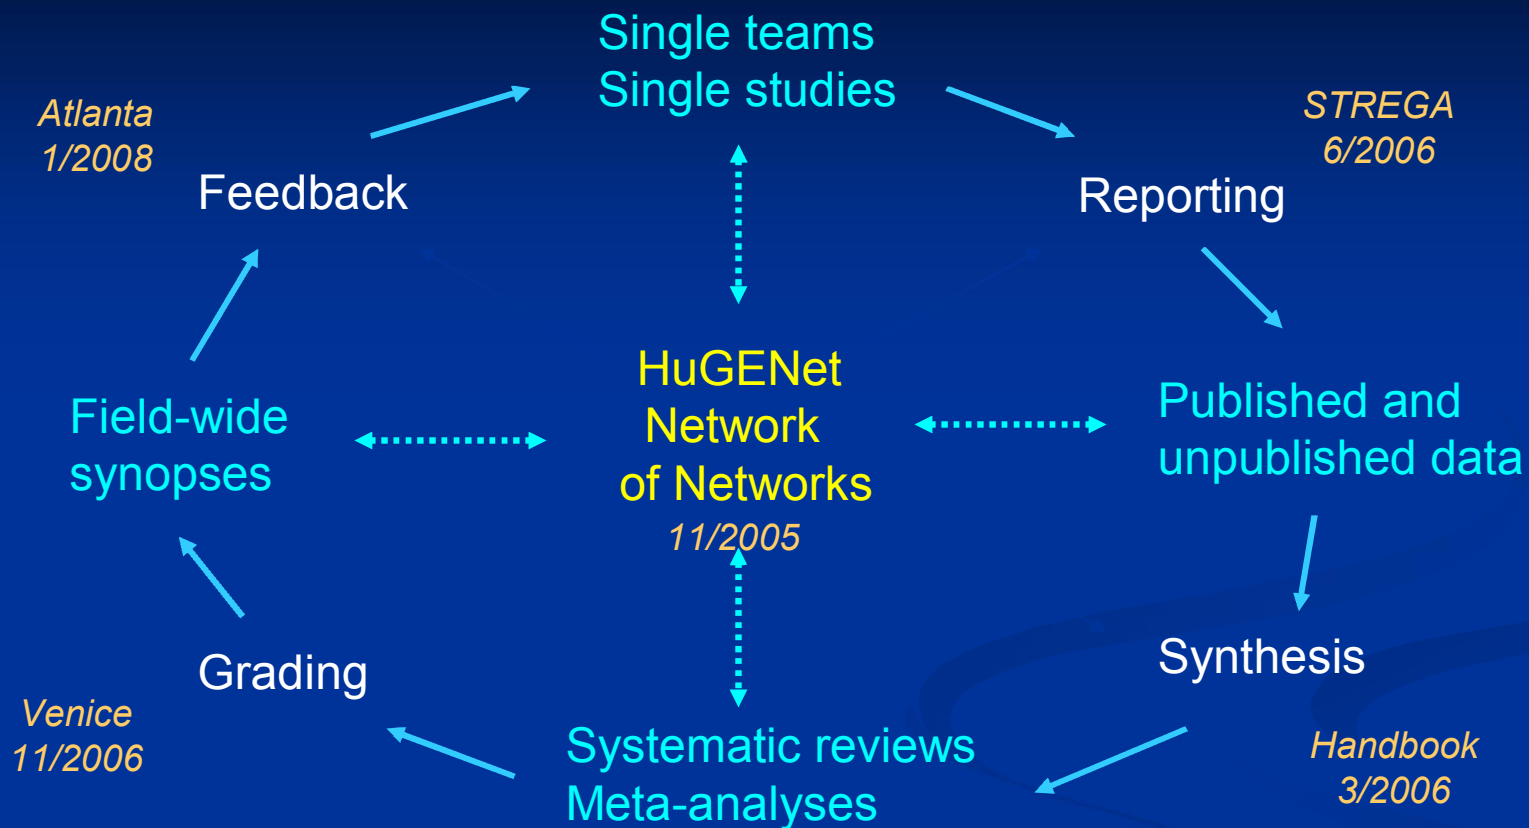 Single teams
Single studies
Atlanta
1/2008
STREGA
6/2006
Feedback
Reporting
HuGENet
Network
of Networks
11/2005
Field-wide
synopses
Published and
unpublished data
Grading
Synthesis
Venice
11/2006
Systematic reviews
Meta-analyses
Handbook
3/2006